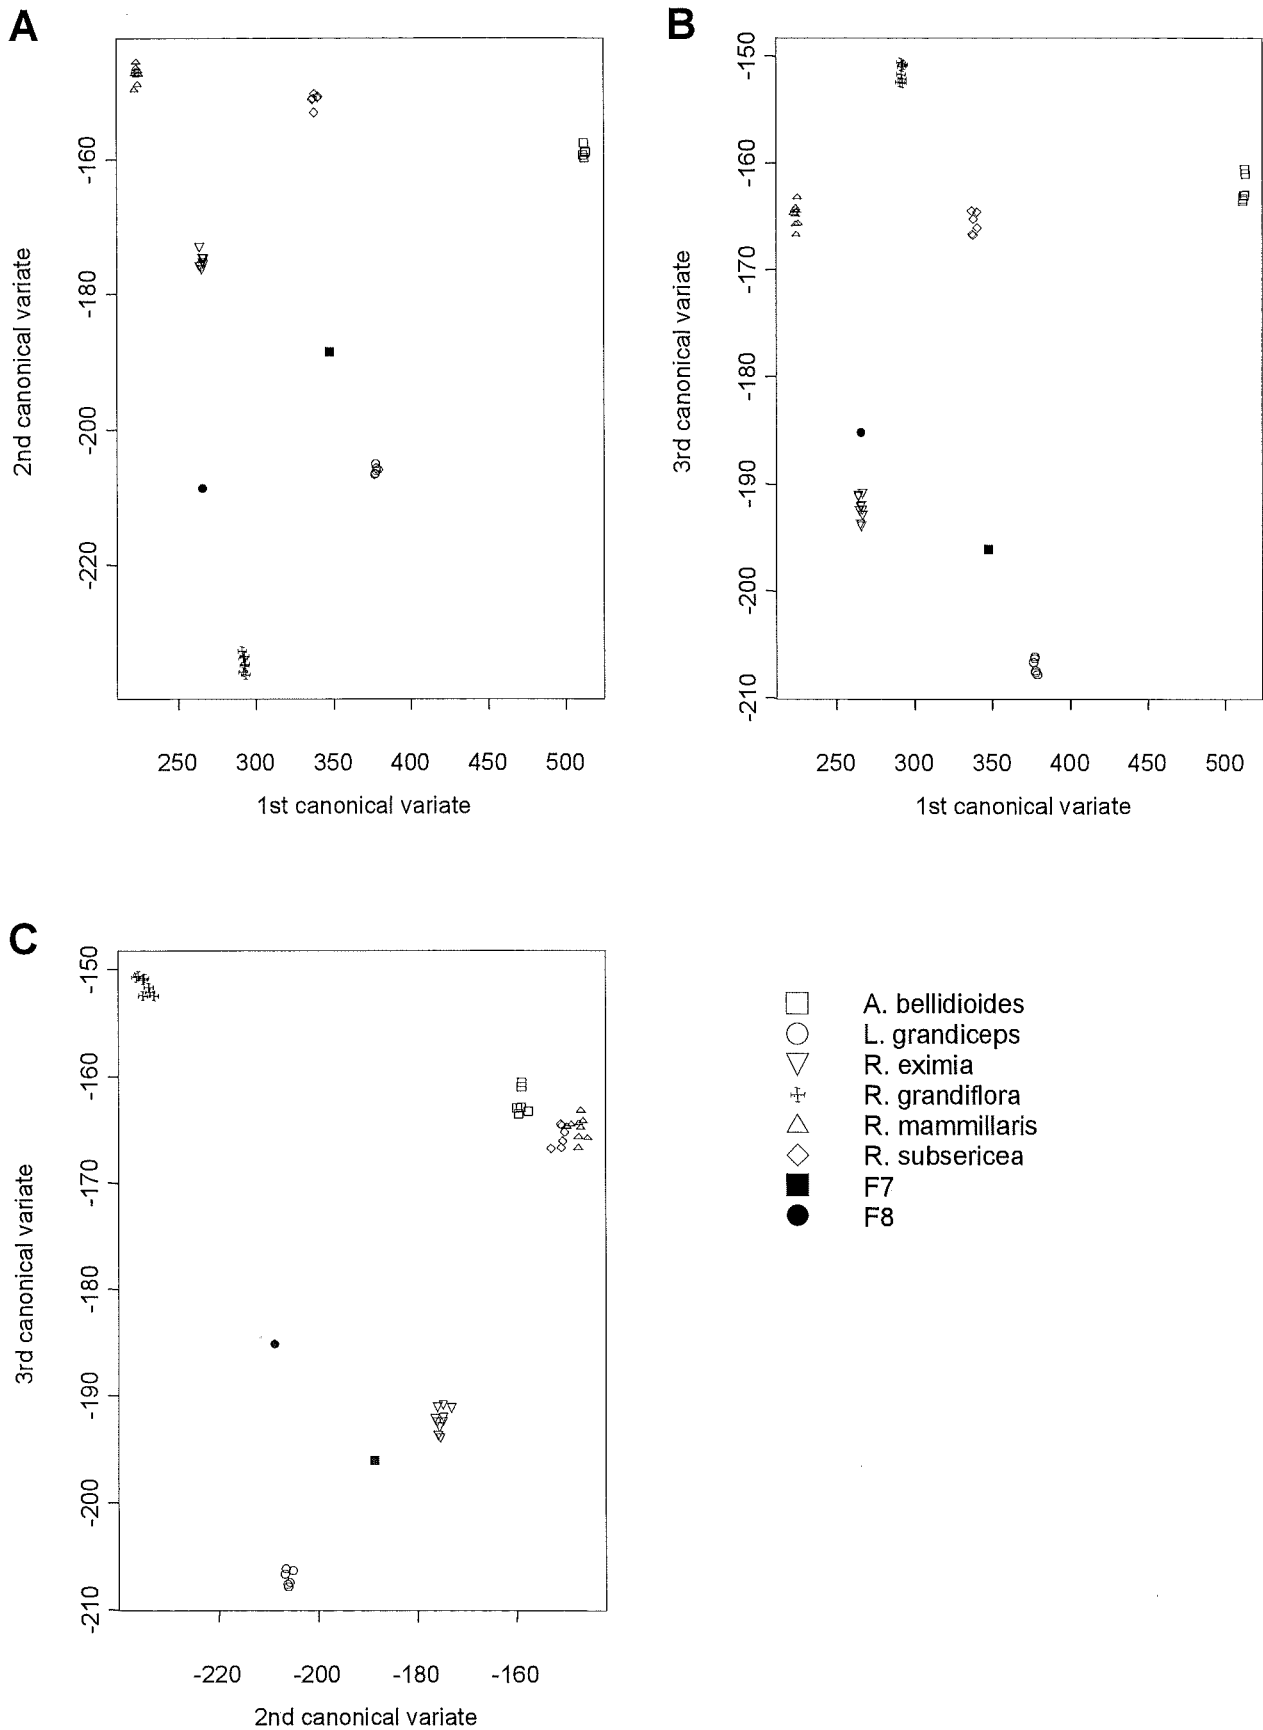 A
2nd canonical variate
-160
-180
-200
-220
250 300 350 400 450 500
1st canonical variate
B
3rd canonical variate
-150
-160
-170
-180
-190
-200
-210
250 300 350 400 450 500
1st canonical variate
C
3rd canonical variate
-150
-160
-170
-180
-190
-200
-210
-220 -200 -180 -160
2nd canonical variate
A. bellidioides
L. grandiceps
R. eximia
R. grandiflora
R. mammillaris
R. subsericea
F7
F8